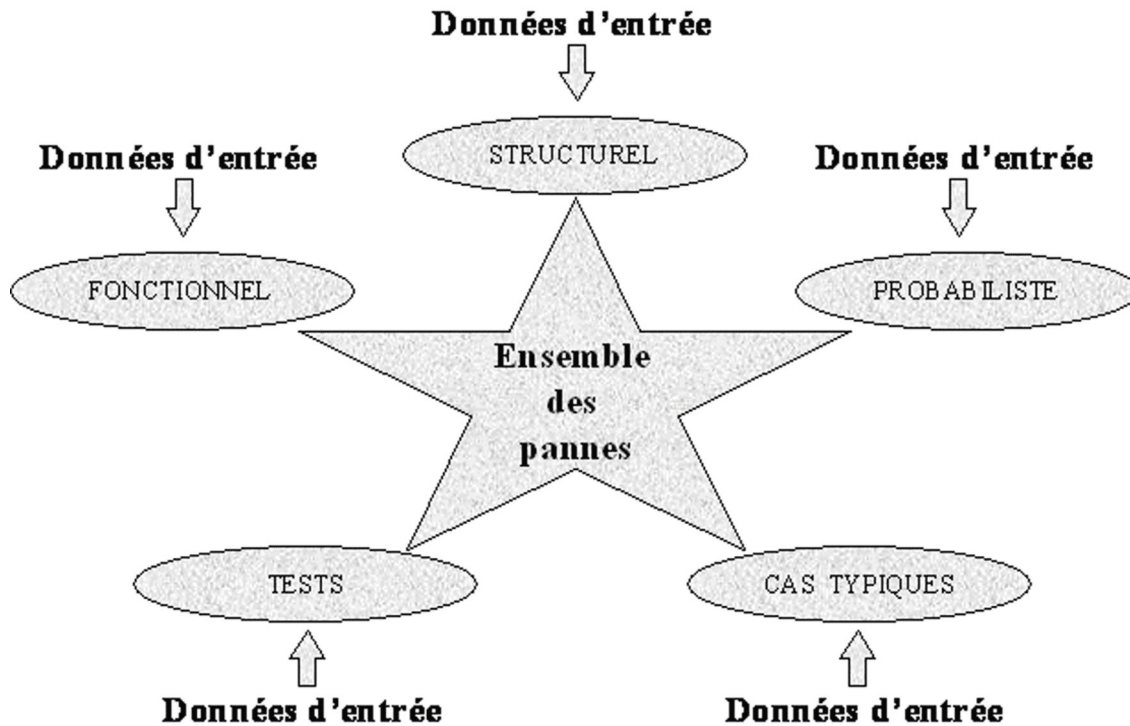 Données d'entrée
STRUCTUREL
Données d'entrée
Données d'entrée
FONCTIONNEL
PROBABILISTE
Ensemble
des
pannes
TESTS
CAS TYPIQUES
Données d'entrée
Données d'entrée